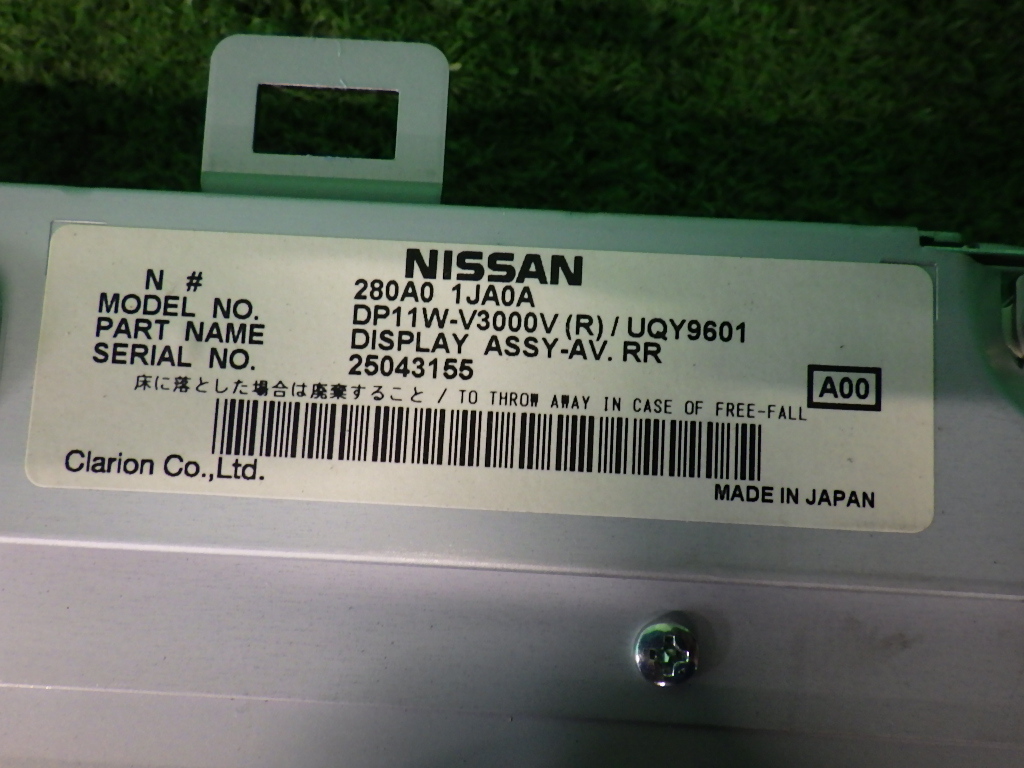 NISSAN
N # 280A0 1JA0A
MODEL NO. DP11W-V3000V (R) / UQY9601
PART NAME DISPLAY ASSY-AV. RR
SERIAL NO. 25043155
A00
床に落とした場合は廃棄すること / TO THROW AWAY IN CASE OF FREE-FALL
Clarion Co.,Ltd.
MADE IN JAPAN